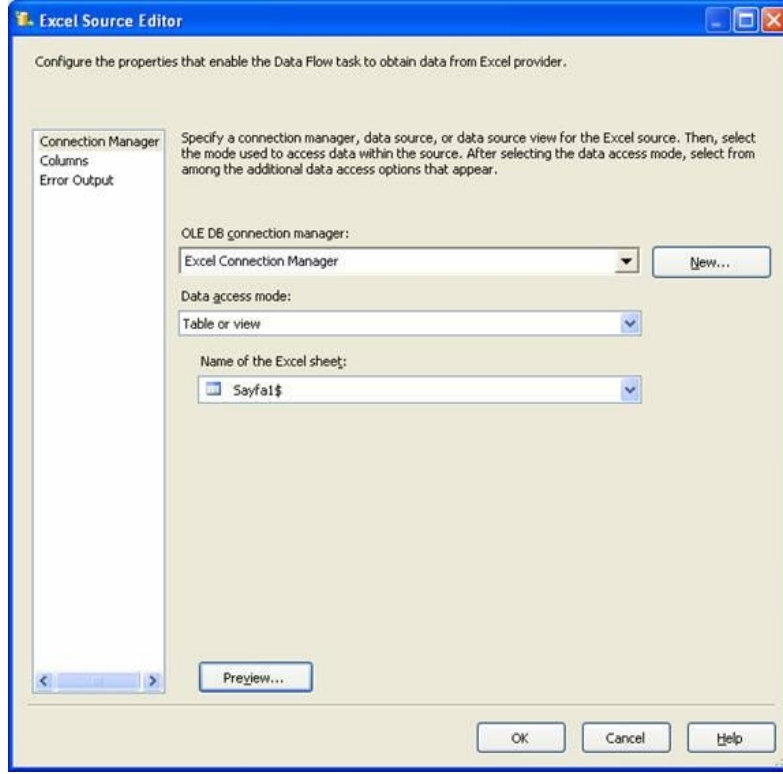 Excel Source Editor
Configure the properties that enable the Data Flow task to obtain data from Excel provider.
Connection Manager
Columns
Error Output
Specify a connection manager, data source, or data source view for the Excel source. Then, select
the mode used to access data within the source. After selecting the data access mode, select from
among the additional data access options that appear.
OLE DB connection manager:
Excel Connection Manager
New...
Data access mode:
Table or view
Name of the Excel sheet:
Sayfa1$
Preview...
OK
Cancel
Help